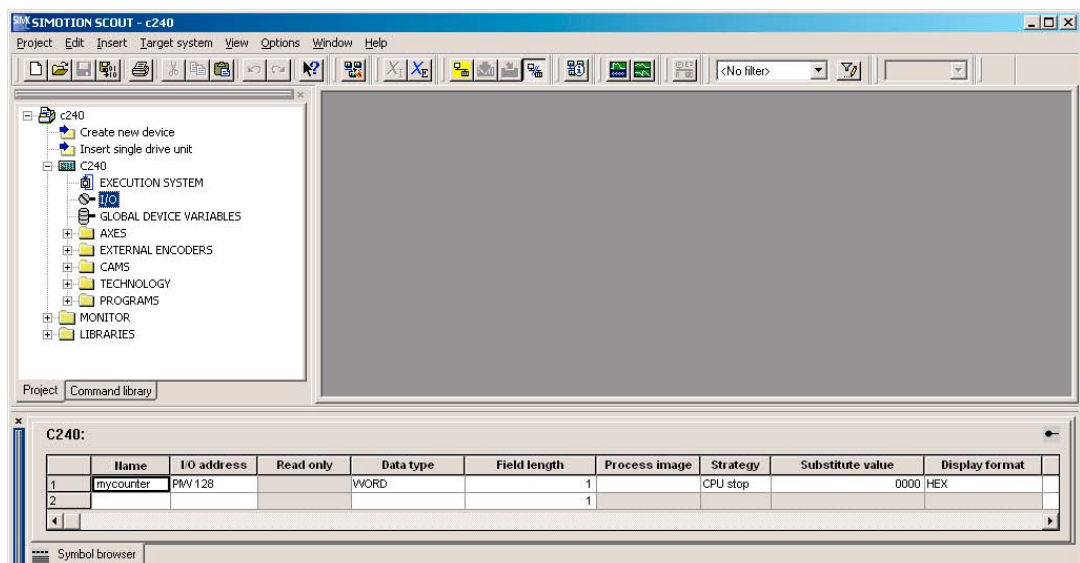 SIMOTION SCOUT - c240
Project Edit Insert Target system View Options Window Help
<No filter>
c240
Create new device
Insert single drive unit
C240
EXECUTION SYSTEM
I/O
GLOBAL DEVICE VARIABLES
AXES
EXTERNAL ENCODERS
CAMS
TECHNOLOGY
PROGRAMS
MONITOR
LIBRARIES
Project Command library
C240:
Name I/O address Read only Data type Field length Process image Strategy Substitute value Display format
1 mycounter PIW 128 WORD 1 CPU stop 0000 HEX
2 1
Symbol browser